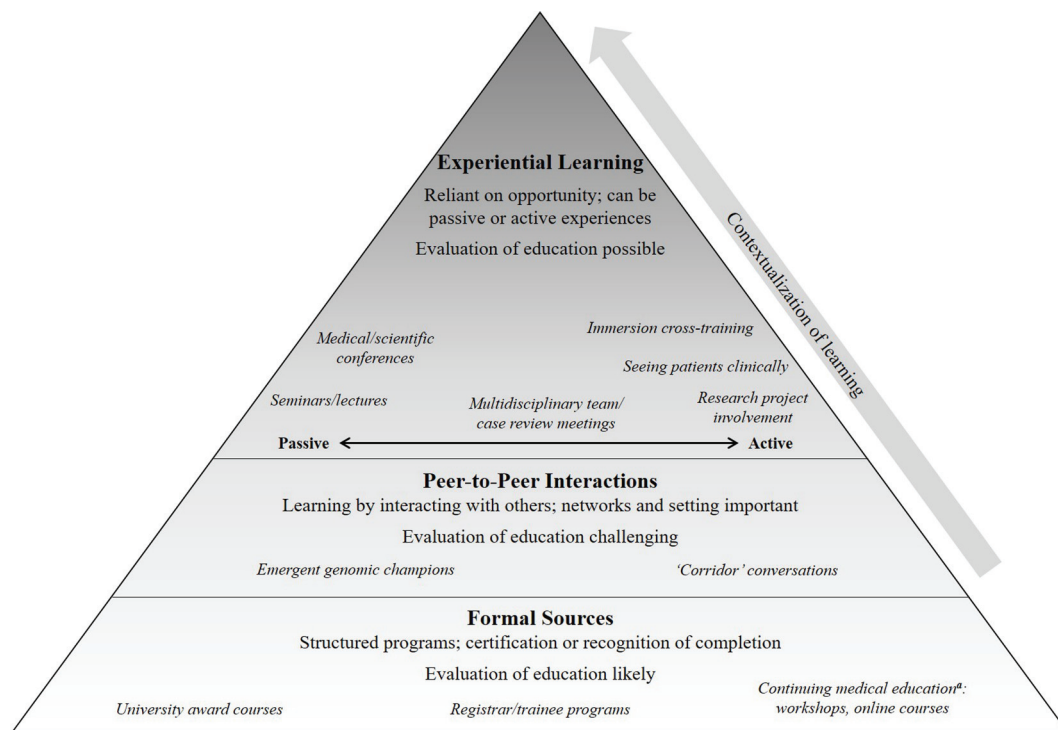 Experiential Learning
Reliant on opportunity; can be
passive or active experiences
Evaluation of education possible
Contextualization of learning
Immersion cross-training
Medical/scientific
conferences
Seeing patients clinically
Seminars/lectures
Multidisciplinary team/
case review meetings
Research project
involvement
Passive
Active
Peer-to-Peer Interactions
Learning by interacting with others; networks and setting important
Evaluation of education challenging
Emergent genomic champions
‘Corridor’ conversations
Formal Sources
Structured programs; certification or recognition of completion
Evaluation of education likely
University award courses
Registrar/trainee programs
Continuing medical educationᵃ:
workshops, online courses